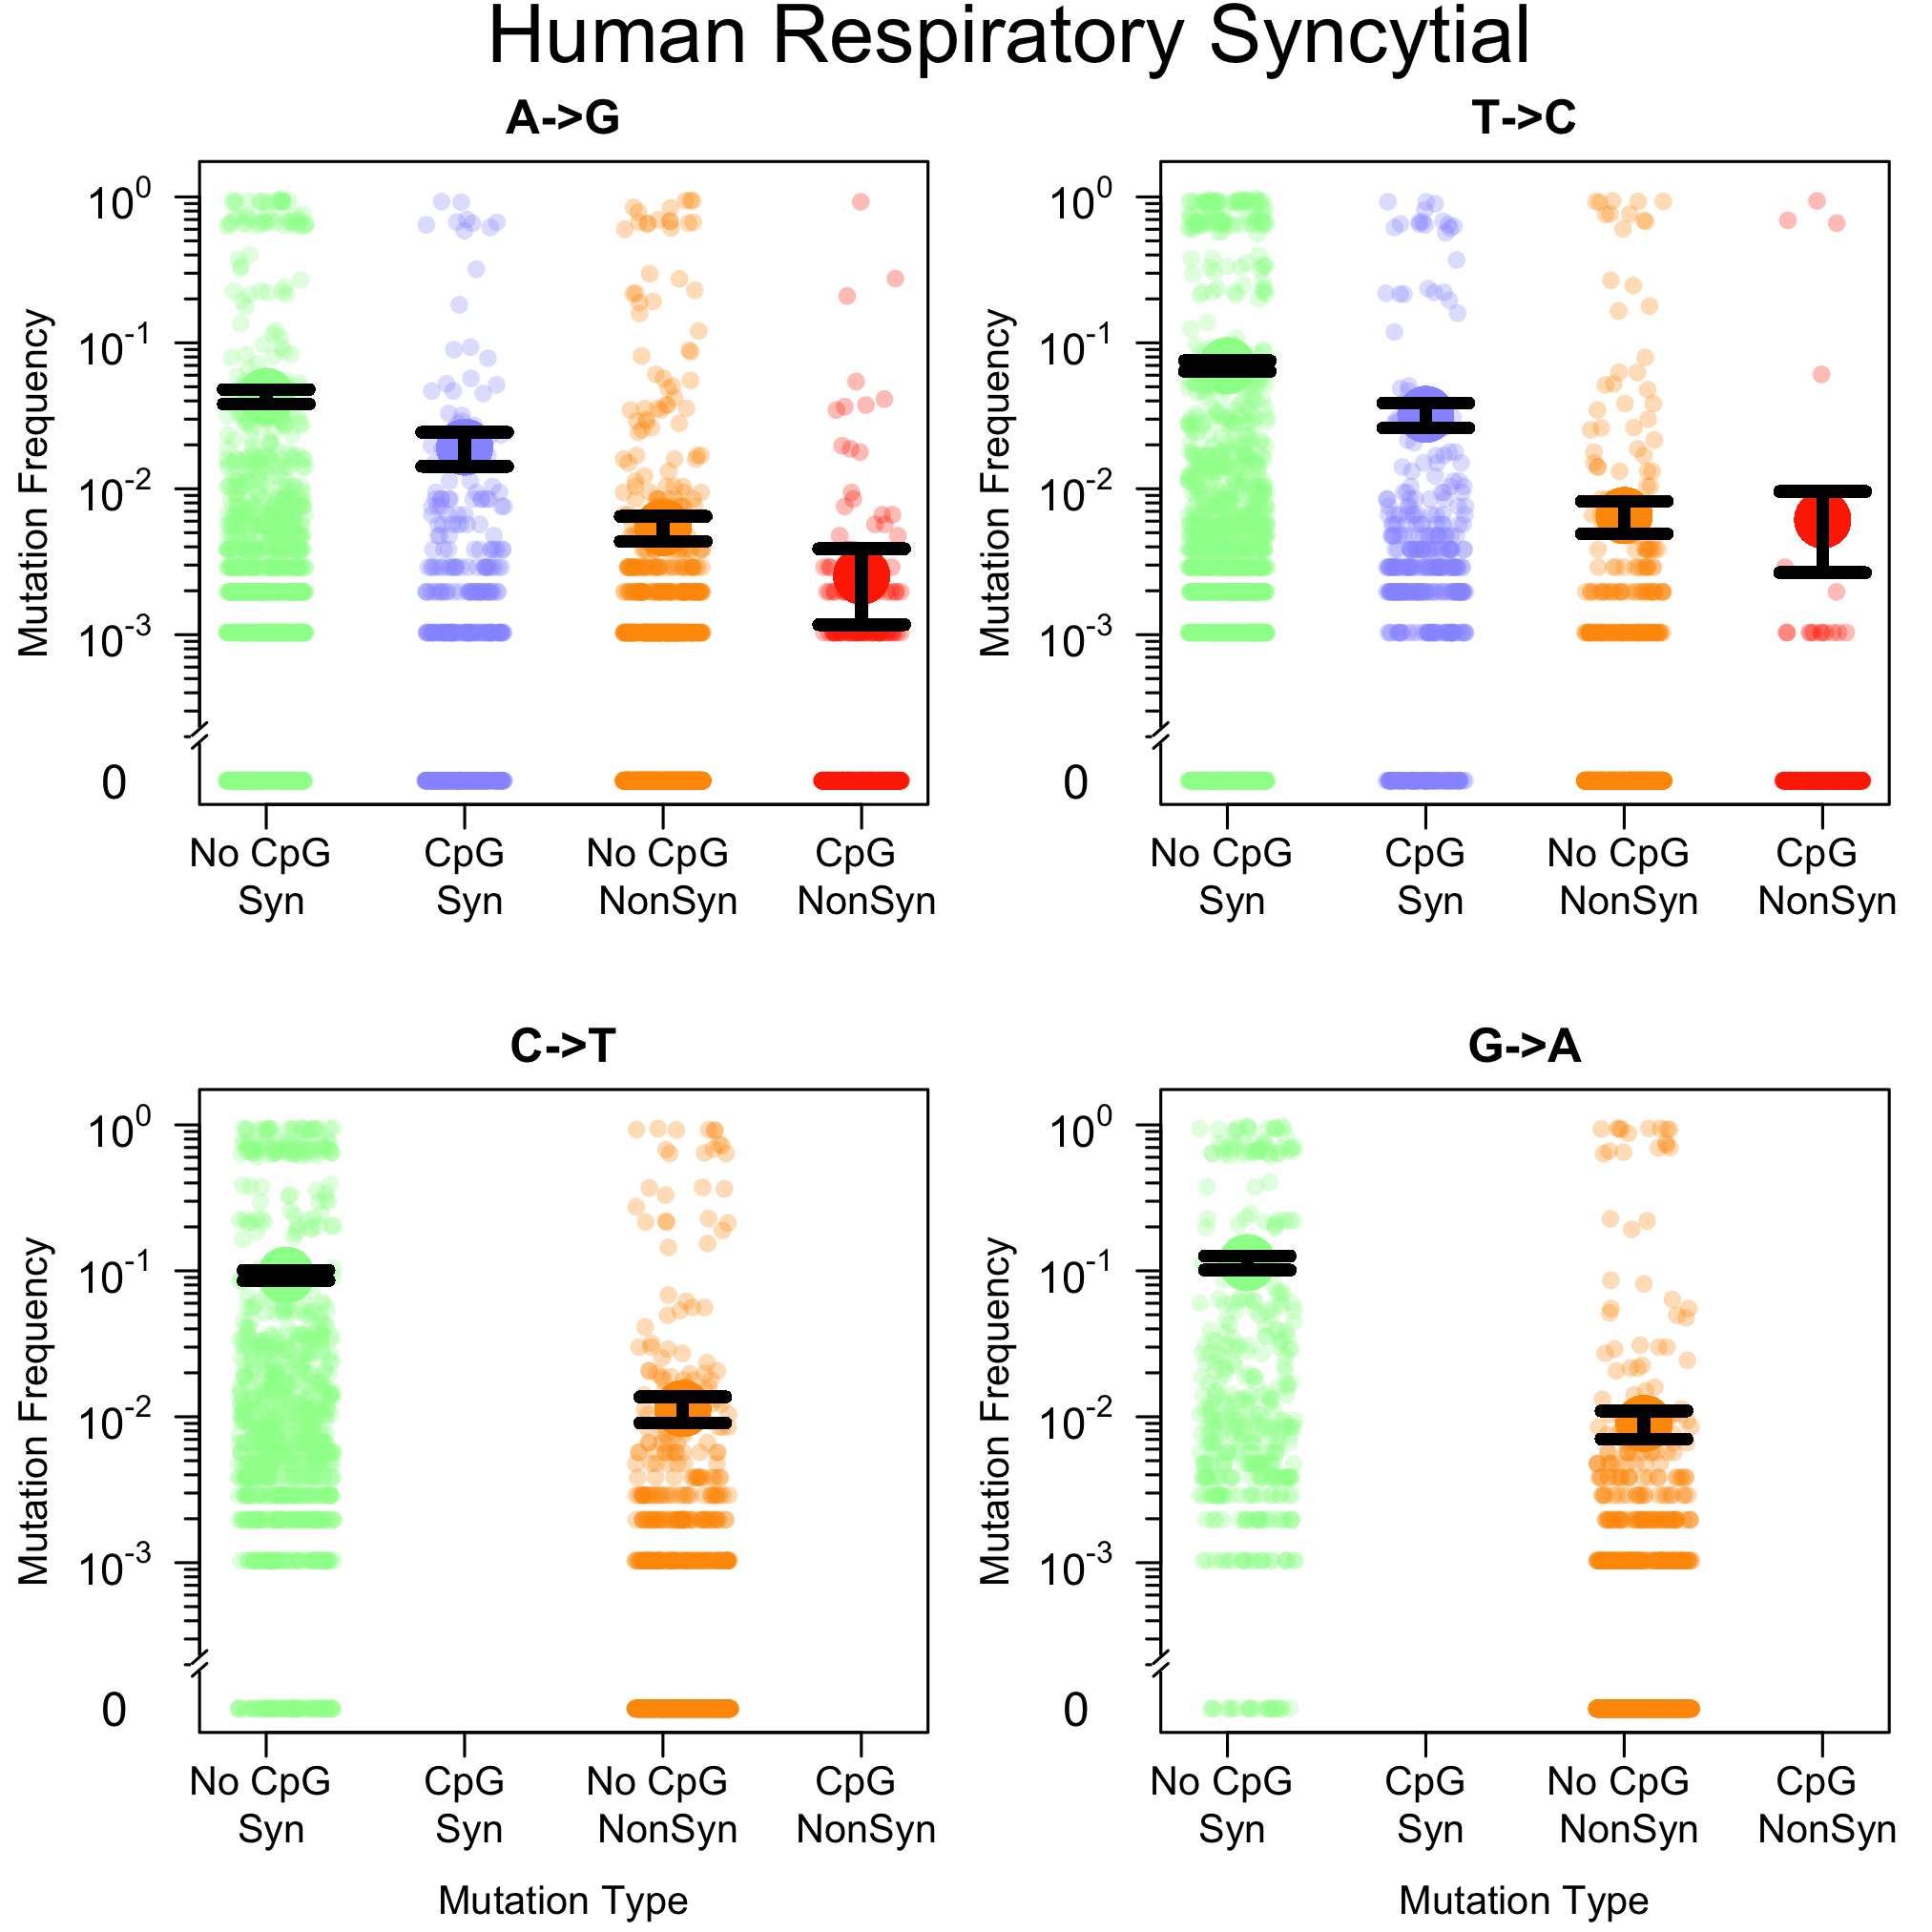 Human Respiratory Syncytial
A->G
Mutation Frequency
10^0
10^-1
10^-2
10^-3
0
No CpG CpG No CpG CpG
Syn Syn NonSyn NonSyn
T->C
Mutation Frequency
10^0
10^-1
10^-2
10^-3
0
No CpG CpG No CpG CpG
Syn Syn NonSyn NonSyn
C->T
Mutation Frequency
10^0
10^-1
10^-2
10^-3
0
No CpG CpG No CpG CpG
Syn Syn NonSyn NonSyn
Mutation Type
G->A
Mutation Frequency
10^0
10^-1
10^-2
10^-3
0
No CpG CpG No CpG CpG
Syn Syn NonSyn NonSyn
Mutation Type